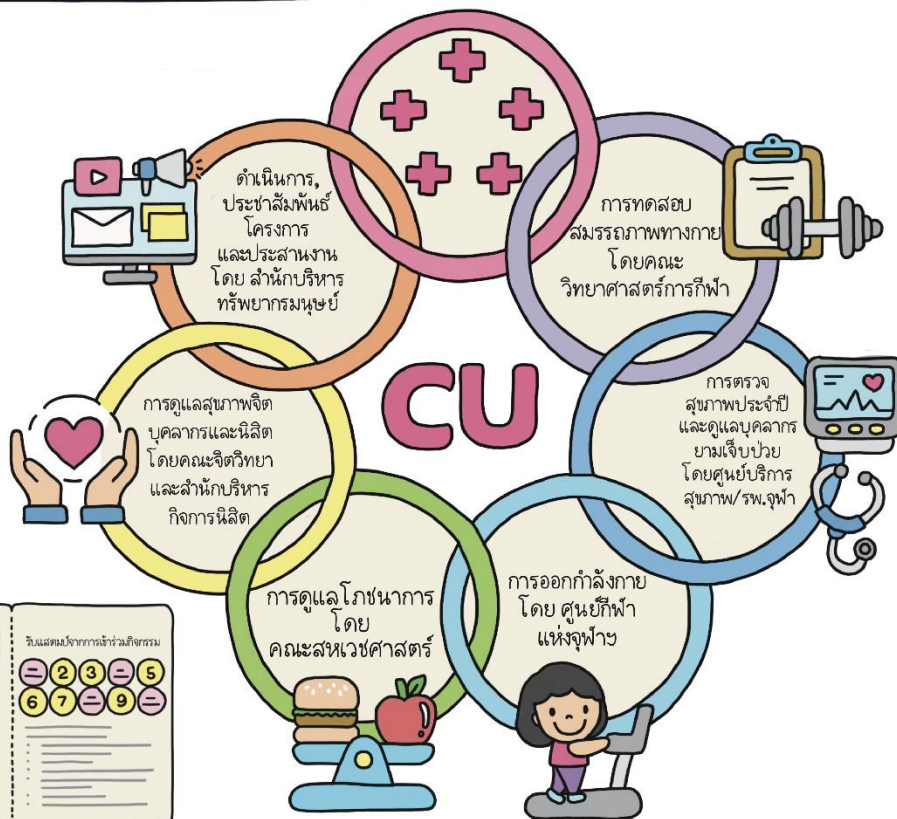 ดำเนินการ,
ประชาสัมพันธ์
โครงการ
และประสานงาน
โดย สำนักบริหาร
ทรัพยากรมนุษย์
การทดสอบ
สมรรถภาพทางกาย
โดยคณะ
วิทยาศาสตร์การกีฬา
CU
การดูแลสุขภาพจิต
บุคลากรและนิสิต
โดยคณะจิตวิทยา
และสำนักบริหาร
กิจการนิสิต
การตรวจ
สุขภาพประจำปี
และดูแลบุคลากร
ยามเจ็บป่วย
โดยศูนย์บริการ
สุขภาพ/รพ.จุฬา
การดูแลโภชนาการ
โดย
คณะสหเวชศาสตร์
การออกกำลังกาย
โดย ศูนย์กีฬา
แห่งจุฬาฯ
รับแสตมป์จากการเข้าร่วมกิจกรรม
2 3 5
6 7 9